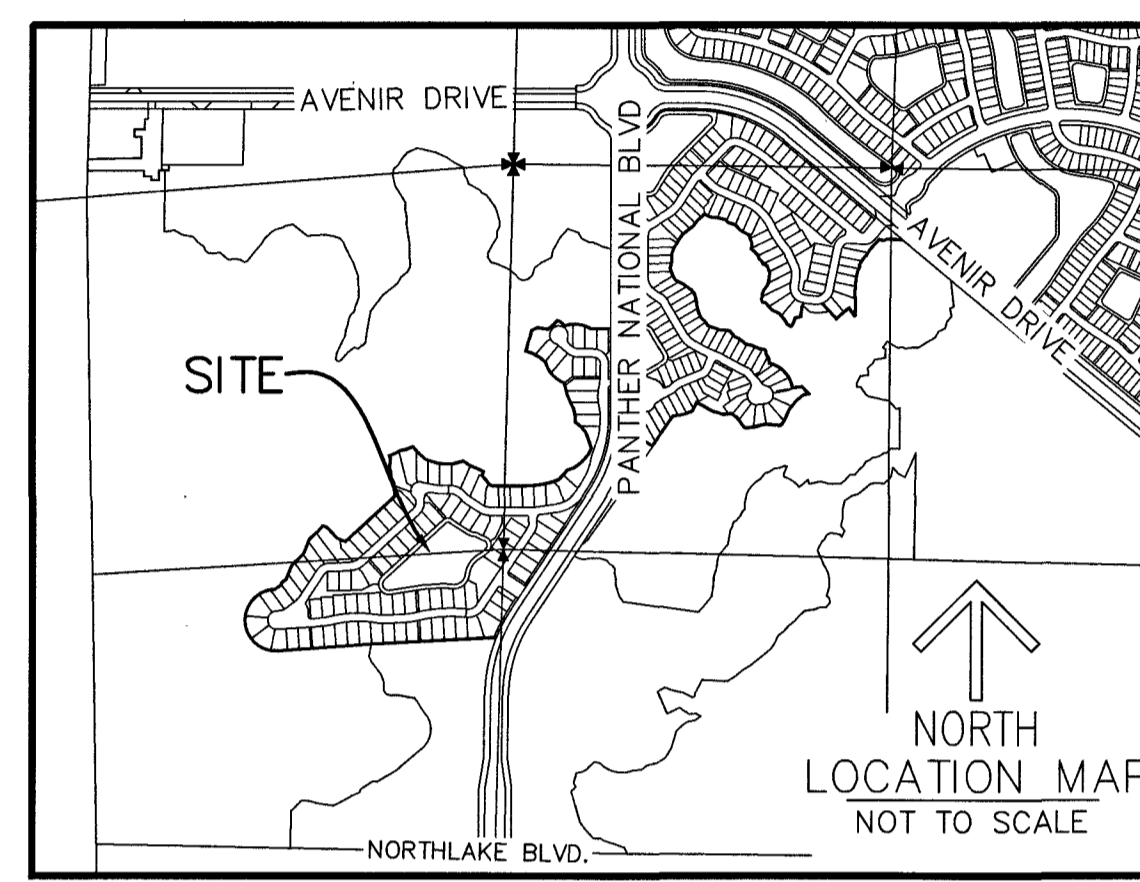 AVENIR DRIVE
PANTHER NATIONAL BLVD
AVENIR DRIVE
SITE
NORTH
LOCATION MAP
NOT TO SCALE
NORTHLAKE BLVD.